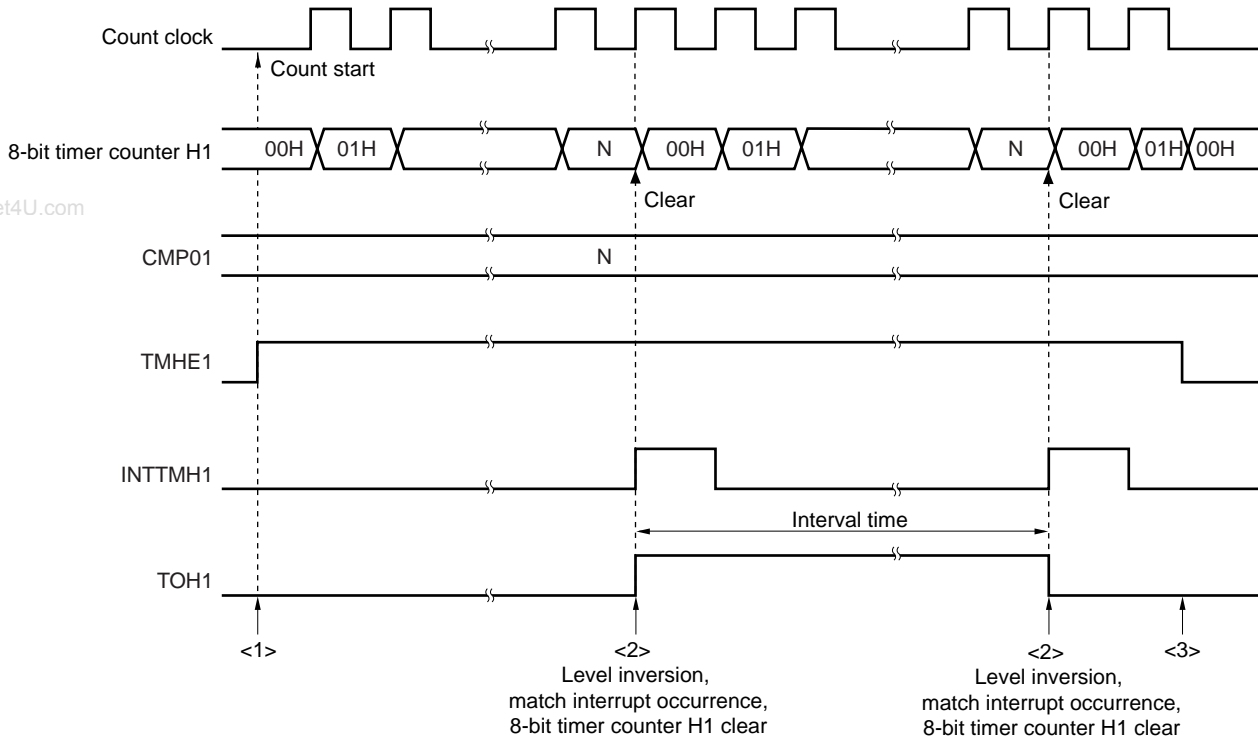 Count clock
Count start
8-bit timer counter H1
00H 01H N 00H 01H N 00H 01H 00H
Clear Clear
et4U.com
CMP01
N
TMHE1
INTTMH1
Interval time
TOH1
<1> <2> <2> <3>
Level inversion,
match interrupt occurrence,
8-bit timer counter H1 clear
Level inversion,
match interrupt occurrence,
8-bit timer counter H1 clear